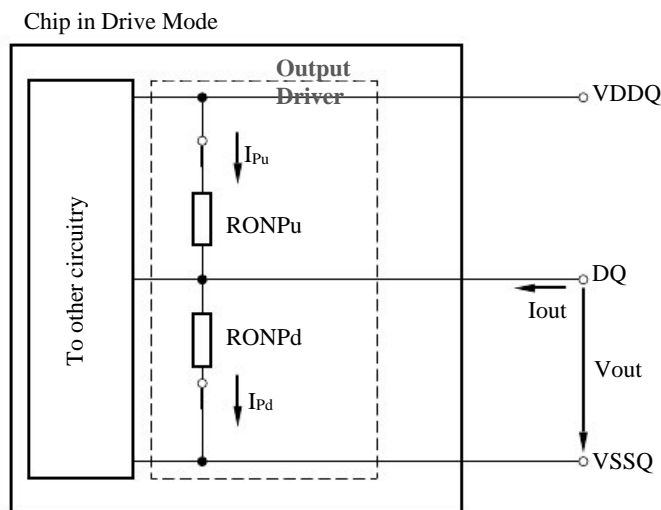 Chip in Drive Mode
Output
Driver
VDDQ
IPu
RONPu
To other circuitry
DQ
Iout
RONPd
Vout
IPd
VSSQ